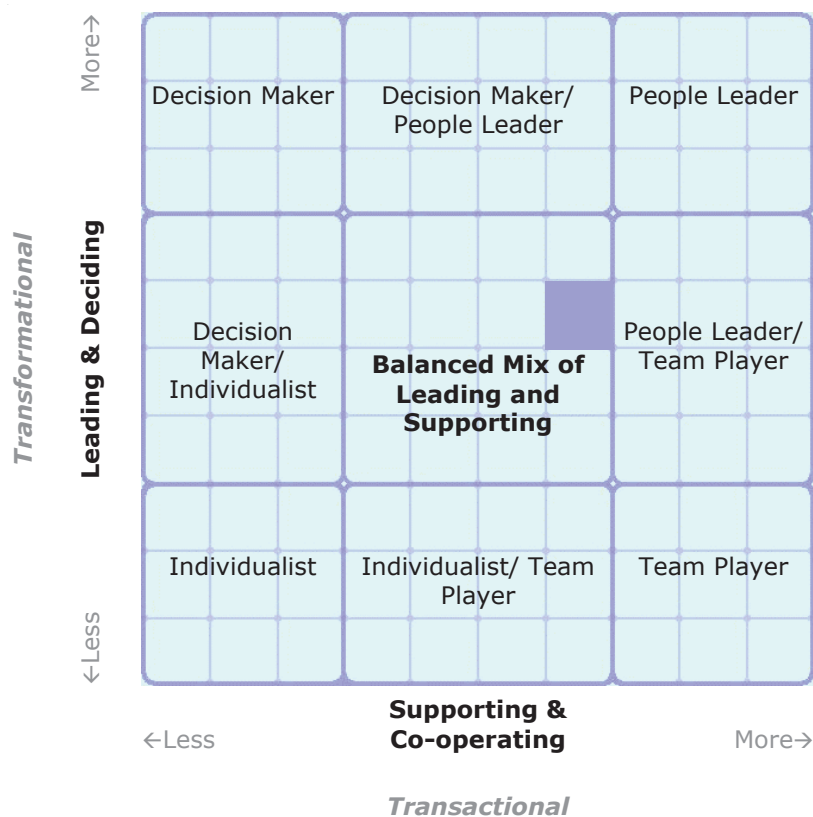 More→
Decision Maker
Decision Maker/
People Leader
People Leader
Transformational
Leading & Deciding
Decision
Maker/
Individualist
Balanced Mix of
Leading and
Supporting
People Leader/
Team Player
Individualist
Individualist/ Team
Player
Team Player
←Less
←Less
Supporting &
Co-operating
More→
Transactional